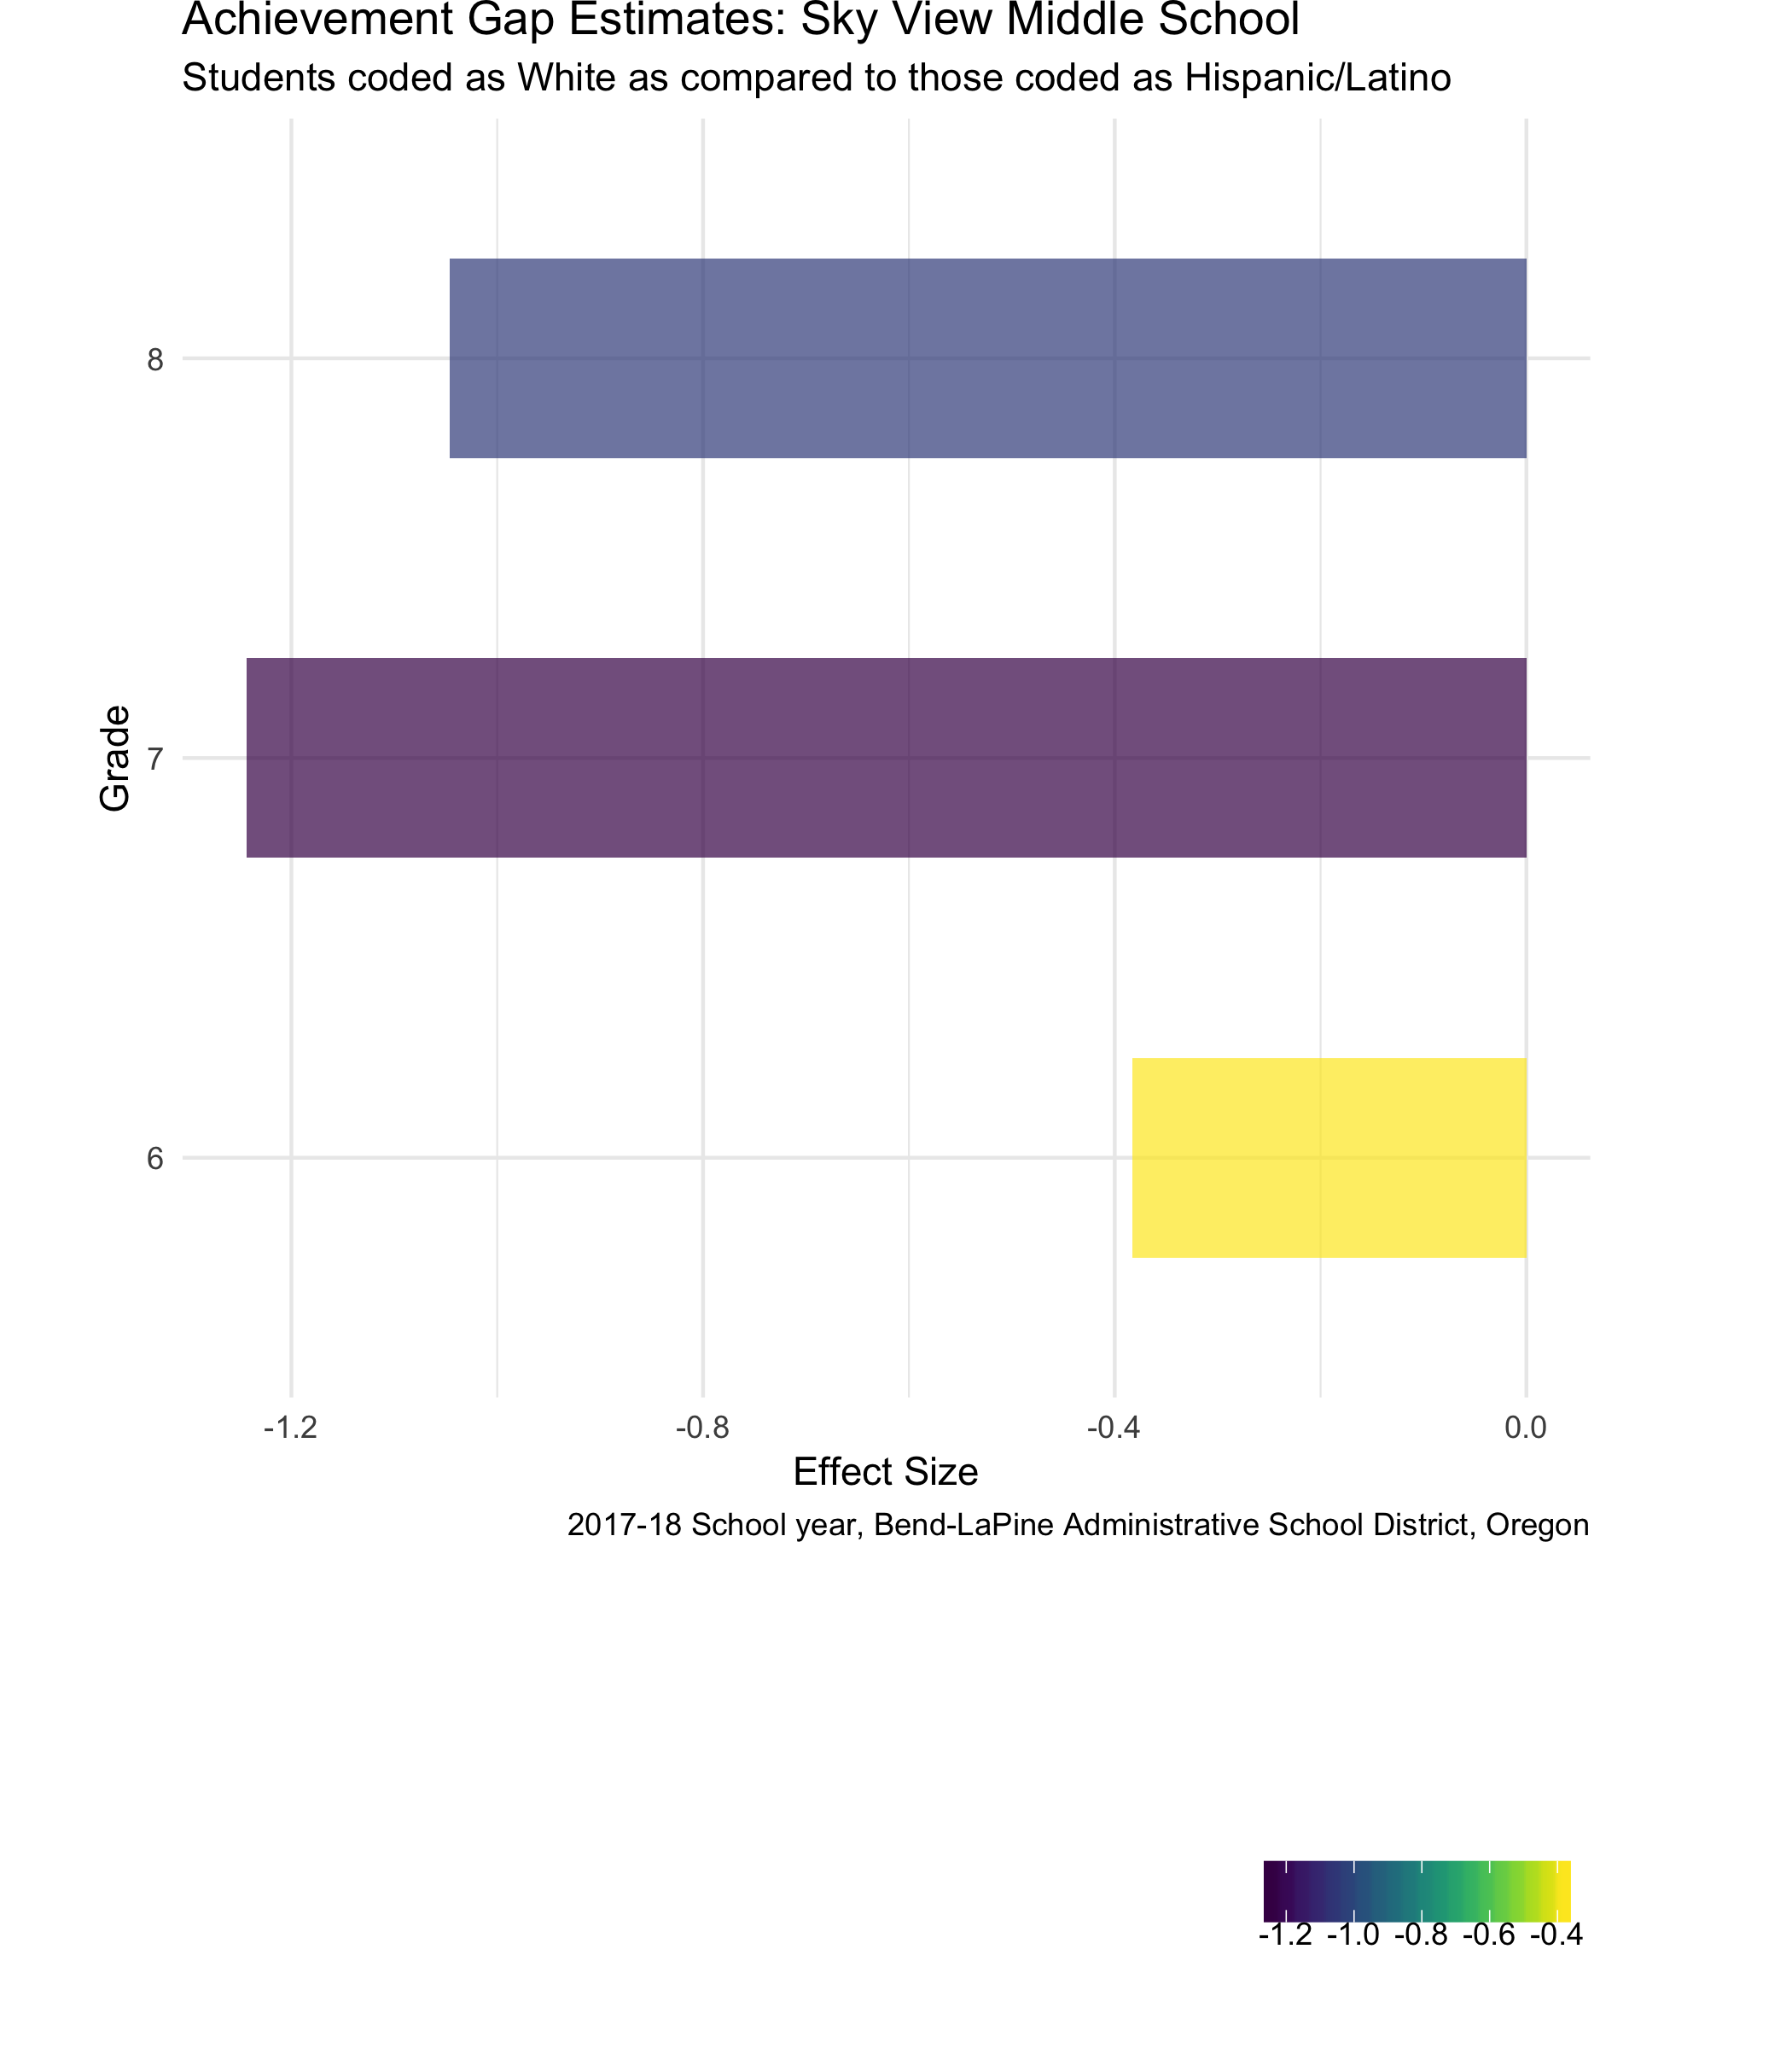 Achievement Gap Estimates: Sky View Middle School
Students coded as White as compared to those coded as Hispanic/Latino
8
7
6
Grade
-1.2 -0.8 -0.4 0.0
Effect Size
2017-18 School year, Bend-LaPine Administrative School District, Oregon
-1.2 -1.0 -0.8 -0.6 -0.4